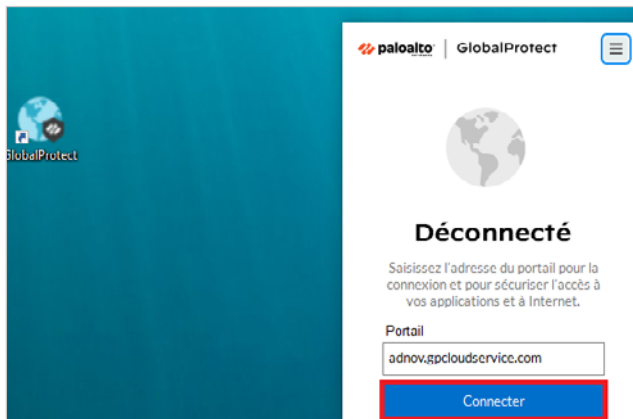 paloalto | GlobalProtect
GlobalProtect
Déconnecté
Saisissez l'adresse du portail pour la
connexion et pour sécuriser l'accès à
vos applications et à Internet.
Portail
adnov.gpcloudservice.com
Connecter